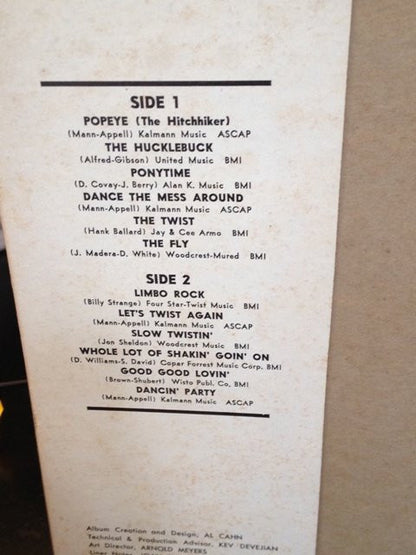 SIDE 1
POPEYE (The Hitchhiker)
(Mann-Appell) Kalmann Music ASCAP
THE HUCKLEBUCK
(Alfred-Gibson) United Music BMI
PONYTIME
(D. Covay-J. Berry) Alan K. Music BMI
DANCE THE MESS AROUND
(Mann-Appell) Kalmann Music ASCAP
THE TWIST
(Hank Ballard) Jay & Cee Armo BMI
THE FLY
(J. Madera-D. White) Woodcrest-Mured BMI
SIDE 2
LIMBO ROCK
(Billy Strange) Four Star-Twist Music BMI
LET'S TWIST AGAIN
(Mann-Appell) Kalmann Music ASCAP
SLOW TWISTIN'
(Jon Sheldon) Woodcrest Music BMI
WHOLE LOT OF SHAKIN' GOIN' ON
(D. Williams-S. David) Copar Forrest Music Corp. BMI
GOOD GOOD LOVIN'
(Brown-Shubert) Wisto Publ. Co. BMI
DANCIN' PARTY
(Mann-Appell) Kalmann Music ASCAP
Album Creation and Design, AL CAHN
Technical & Production Advisor, KEV DEVEJIAN
Art Director, ARNOLD MEYERS
Liner Notes,